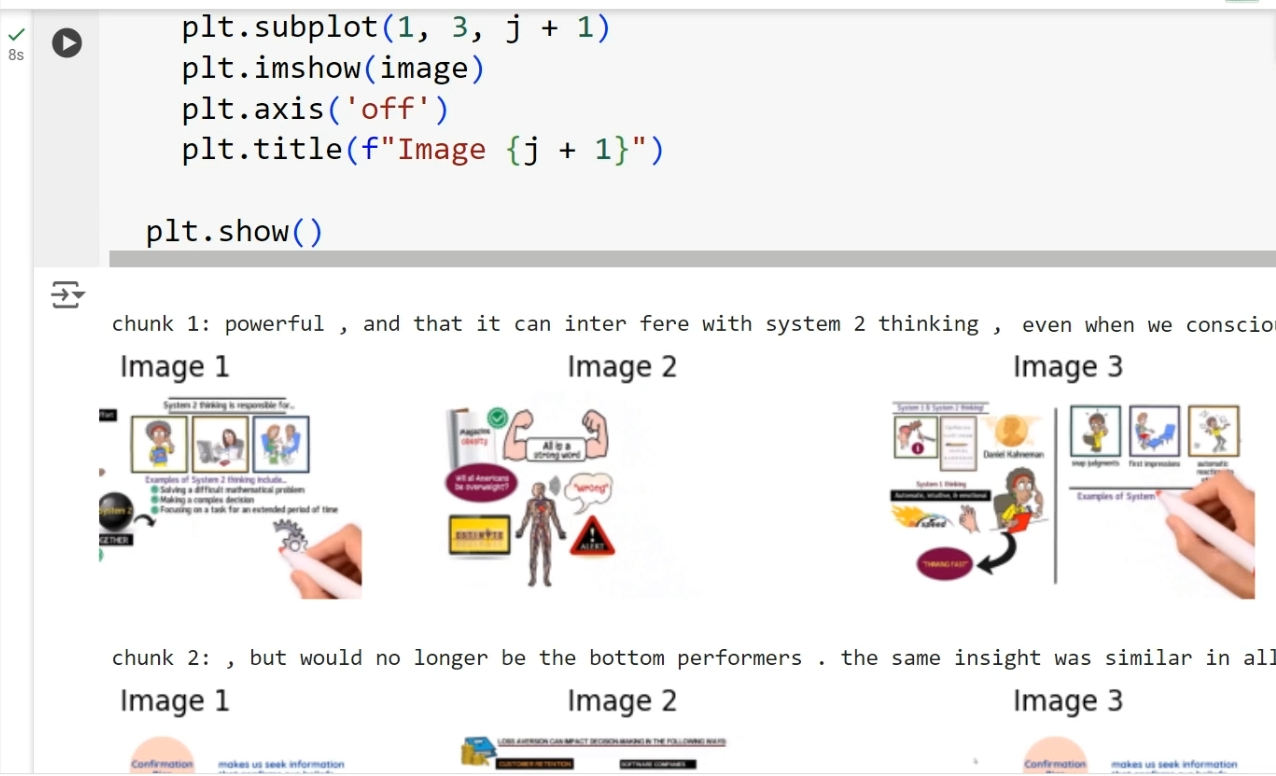 plt.subplot(1, 3, j + 1)
8s
plt.imshow(image)
plt.axis('off')
plt.title(f"Image {j + 1}")
plt.show()
chunk 1: powerful , and that it can inter fere with system 2 thinking , even when we consciou
Image 1
Image 2
Image 3
System 2 thinking is responsible for...
Examples of System 2 thinking include...
Solving a difficult mathematical problem
Making a complex decision
Focusing on a task for an extended period of time
System 2
GETHER
Magazine
obesity
All is a
strong word
Will all Americans
be overweight?
"wrong"
ALERT
System 1 & System 2 thinking
Daniel Kahneman
System 1 thinking
Automatic, intuitive, & emotional
speed
"THINKING FAST"
snap judgments
first impressions
automatic
Examples of System
chunk 2: , but would no longer be the bottom performers . the same insight was similar in all
Image 1
Image 2
Image 3
Confirmation
makes us seek information
LOSS AVERSION CAN IMPACT DECISION-MAKING IN THE FOLLOWING WAYS
CUSTOMER RETENTION
SOFTWARE COMPANIES
Confirmation
makes us seek information